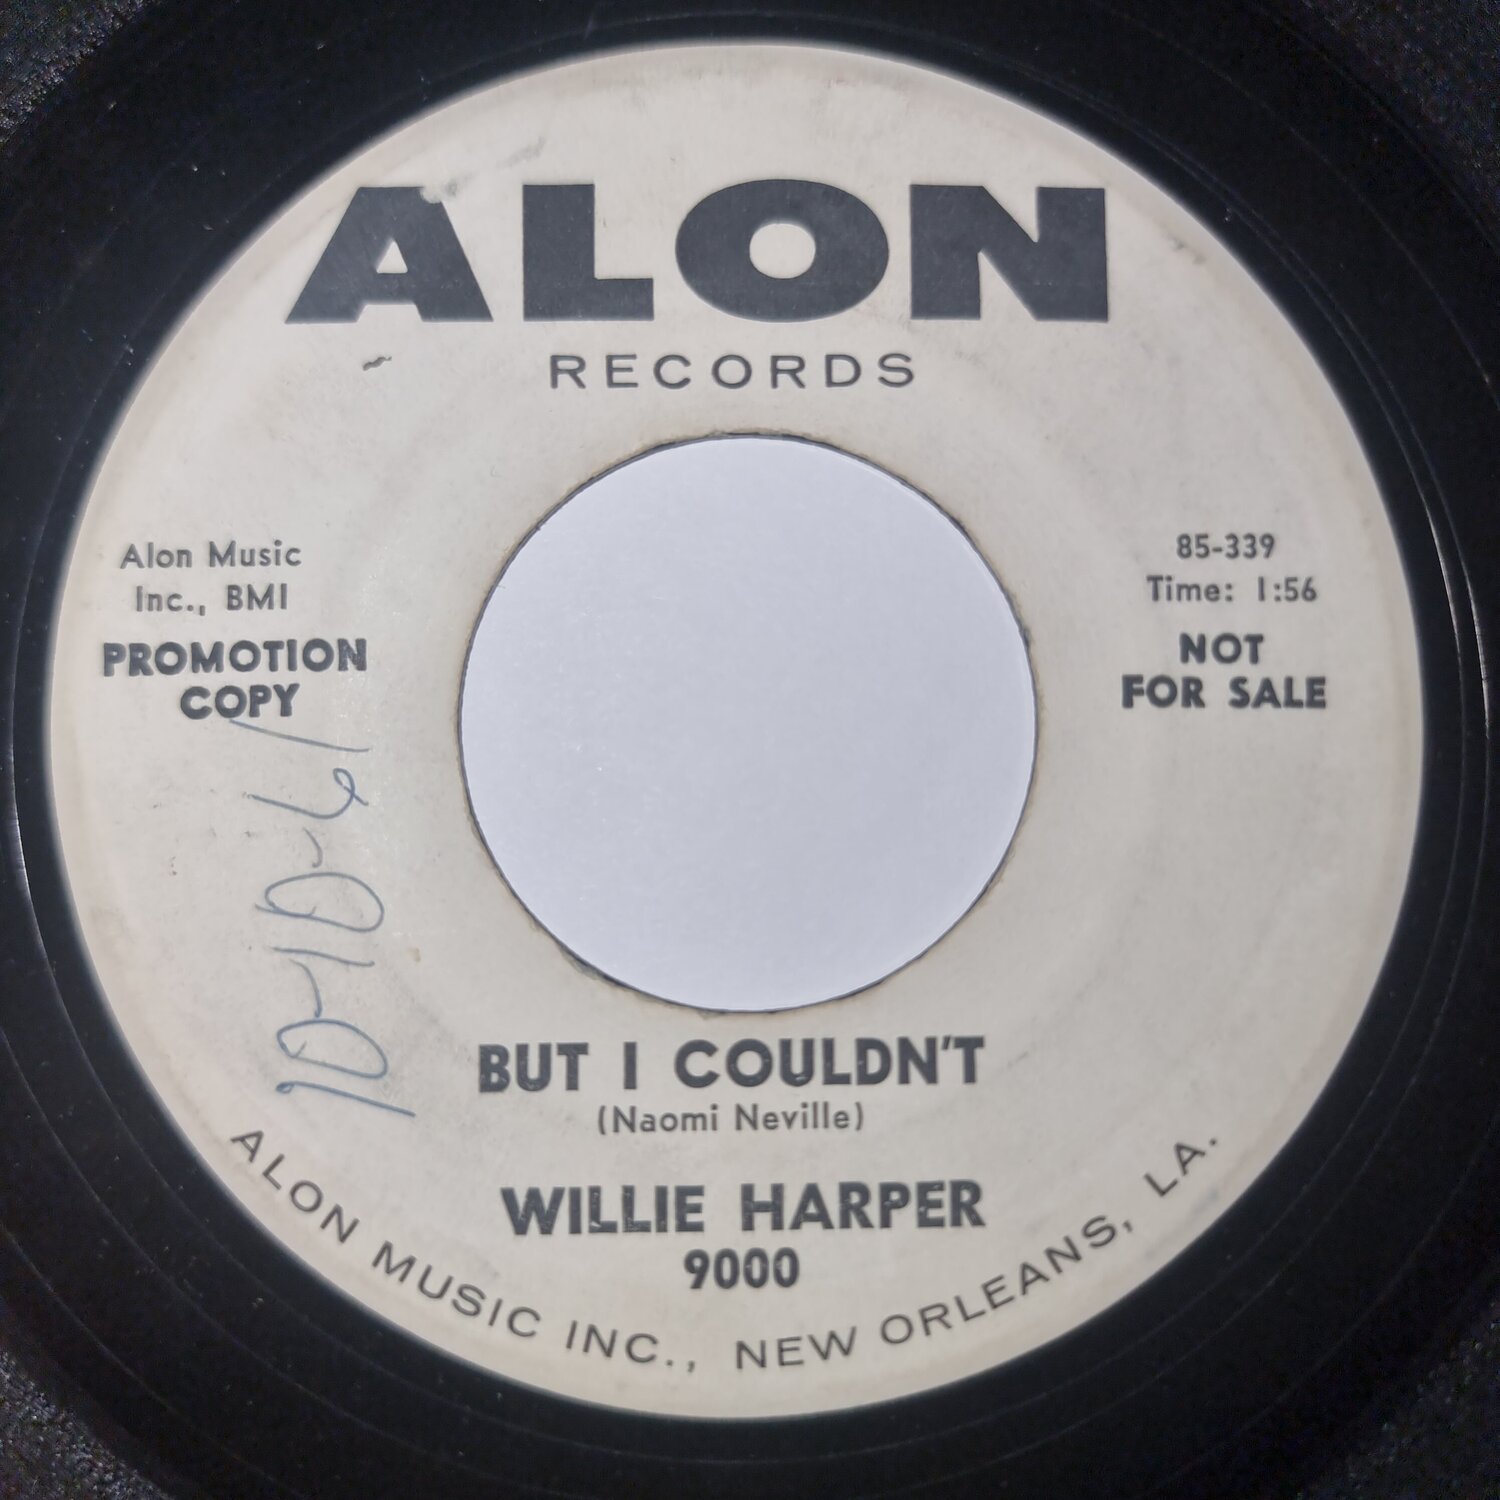 ALON
RECORDS
Alon Music
Inc., BMI
PROMOTION
COPY
85-339
Time: 1:56
NOT
FOR SALE
10-10-61
BUT I COULDN'T
(Naomi Neville)
WILLIE HARPER
9000
ALON MUSIC INC., NEW ORLEANS, LA.